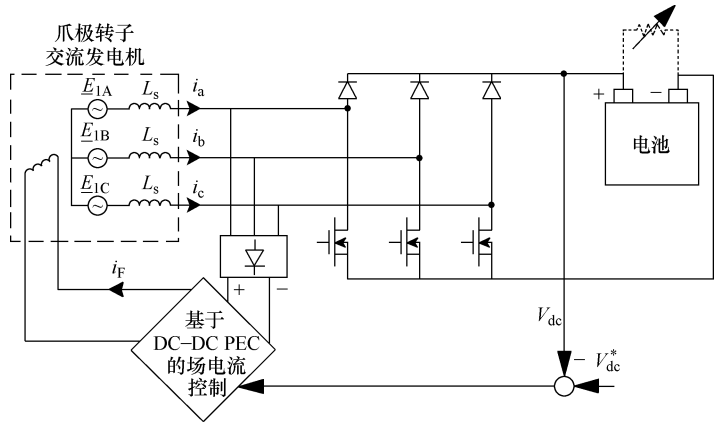 爪极转子
交流发电机
E1A
Ls
ia
E1B
Ls
ib
E1C
Ls
ic
+
−
电池
iF
+
−
基于
DC−DC PEC
的场电流
控制
Vdc
−
V*dc